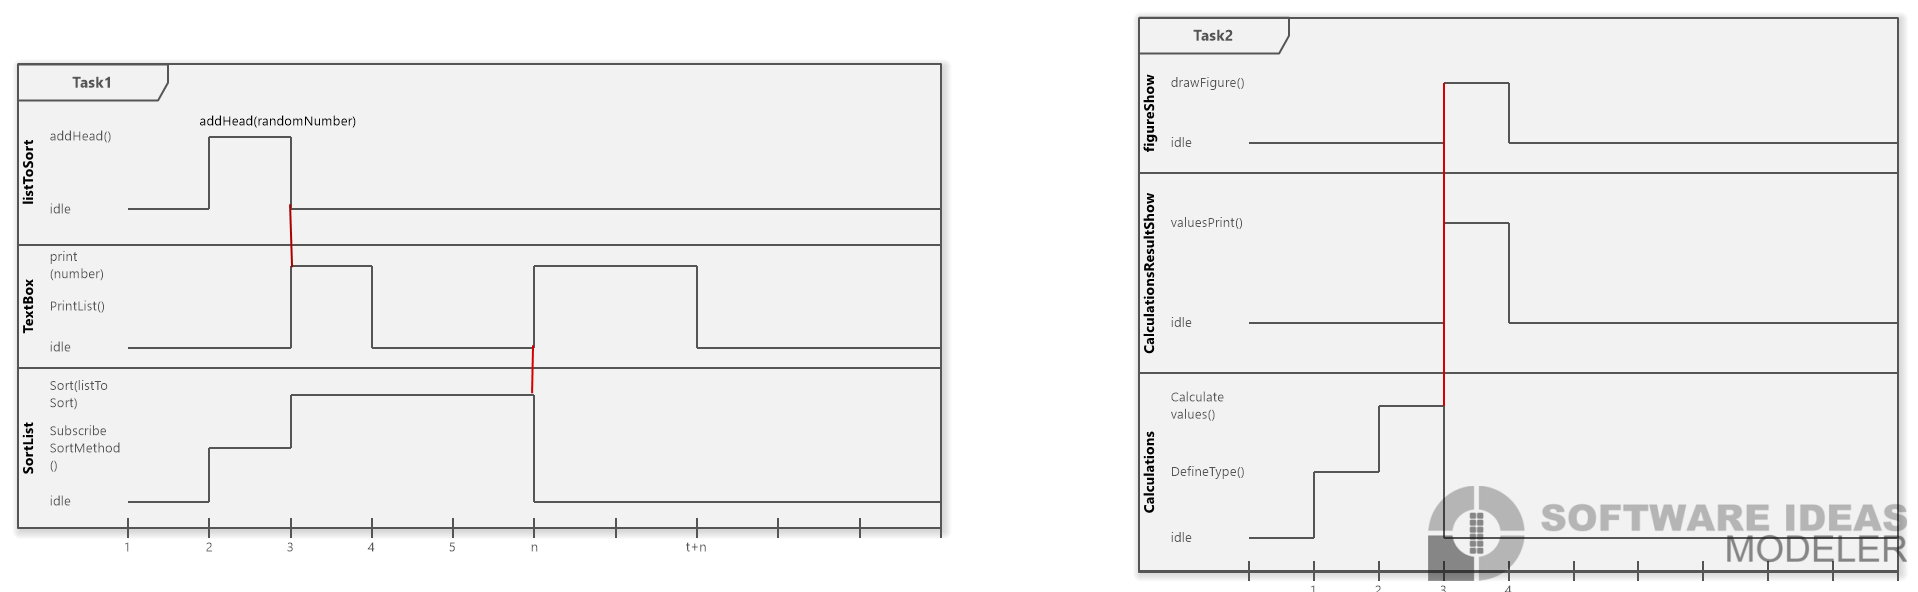 Task1
listToSort
addHead()
addHead(randomNumber)
idle
TextBox
print
(number)
PrintList()
idle
SortList
Sort(listTo
Sort)
Subscribe
SortMethod
()
idle
1 2 3 4 5 n t+n
Task2
figureShow
drawFigure()
idle
CalculationsResultShow
valuesPrint()
idle
Calculations
Calculate
values()
DefineType()
idle
1 2 3 4
SOFTWARE IDEAS
MODELER